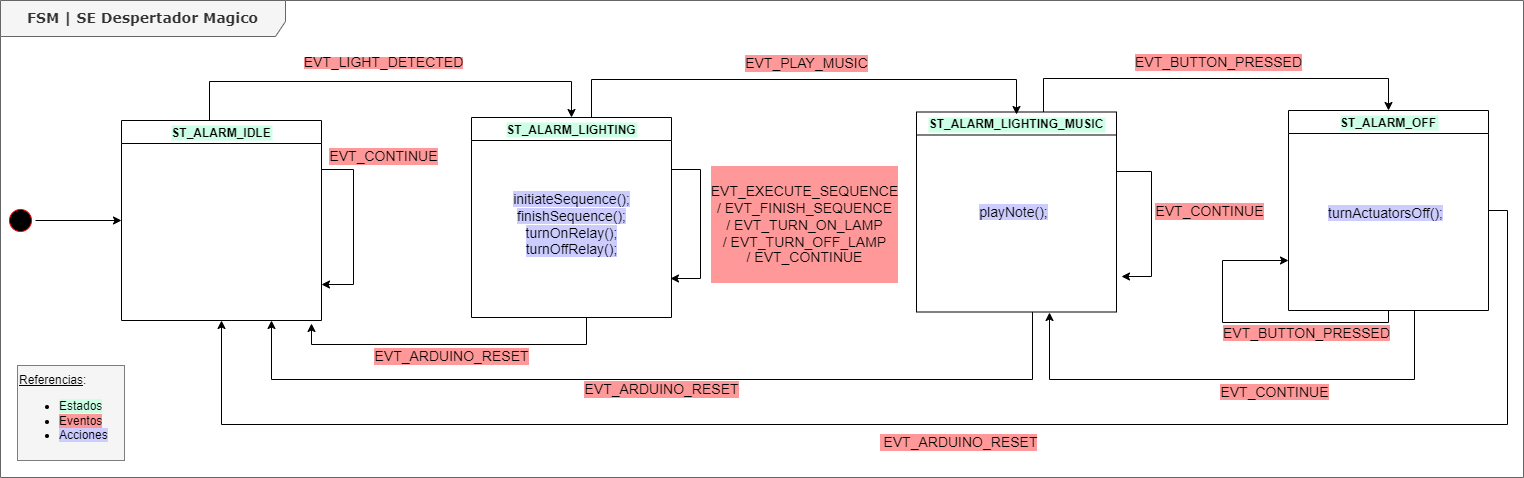 FSM | SE Despertador Magico
EVT_LIGHT_DETECTED
EVT_PLAY_MUSIC
EVT_BUTTON_PRESSED
ST_ALARM_IDLE
ST_ALARM_LIGHTING
ST_ALARM_LIGHTING_MUSIC
ST_ALARM_OFF
EVT_CONTINUE
initiateSequence();
finishSequence();
turnOnRelay();
turnOffRelay();
EVT_EXECUTE_SEQUENCE
/ EVT_FINISH_SEQUENCE
/ EVT_TURN_ON_LAMP
/ EVT_TURN_OFF_LAMP
/ EVT_CONTINUE
playNote();
EVT_CONTINUE
turnActuatorsOff();
EVT_BUTTON_PRESSED
EVT_ARDUINO_RESET
EVT_ARDUINO_RESET
EVT_CONTINUE
EVT_ARDUINO_RESET
Referencias:
• Estados
• Eventos
• Acciones